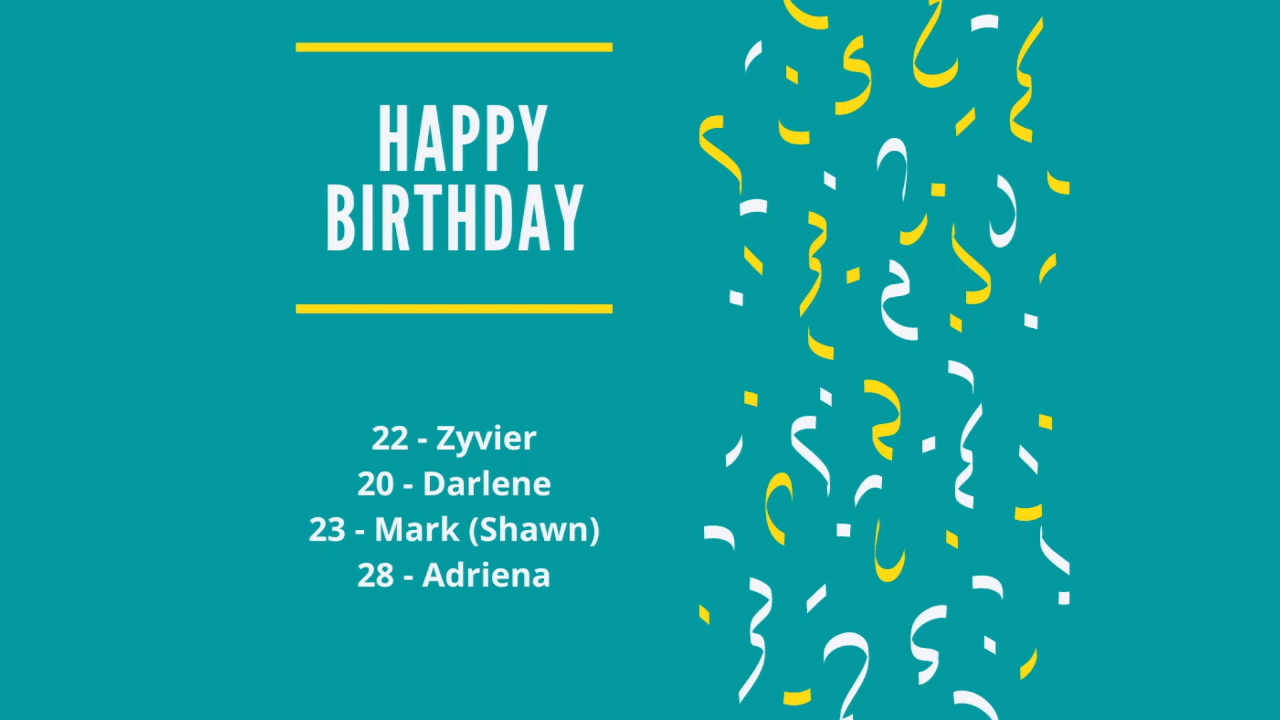 HAPPY
BIRTHDAY
22 - Zyvier
20 - Darlene
23 - Mark (Shawn)
28 - Adriena